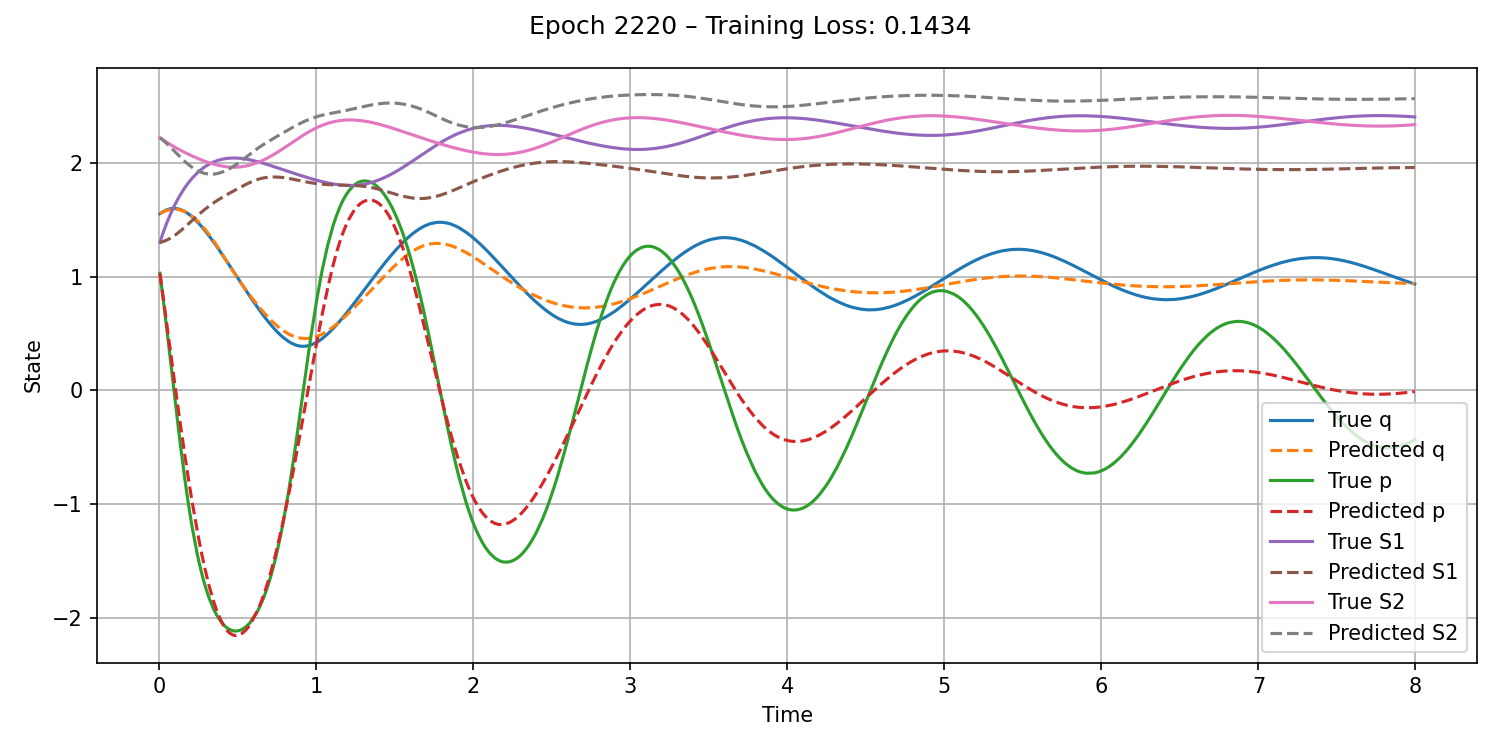 Epoch 2220 – Training Loss: 0.1434
State
2
1
0
−1
−2
True q
Predicted q
True p
Predicted p
True S1
Predicted S1
True S2
Predicted S2
0 1 2 3 4 5 6 7 8
Time